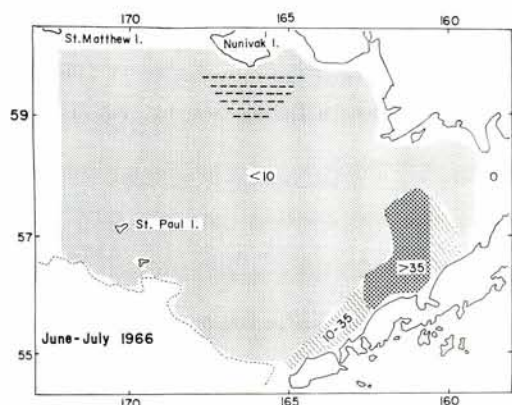 170 165 160
St. Matthew I.
Nunivak I.
59
<10
O
St. Paul I.
57
>35
10-35
June-July 1966
55
170 165 160